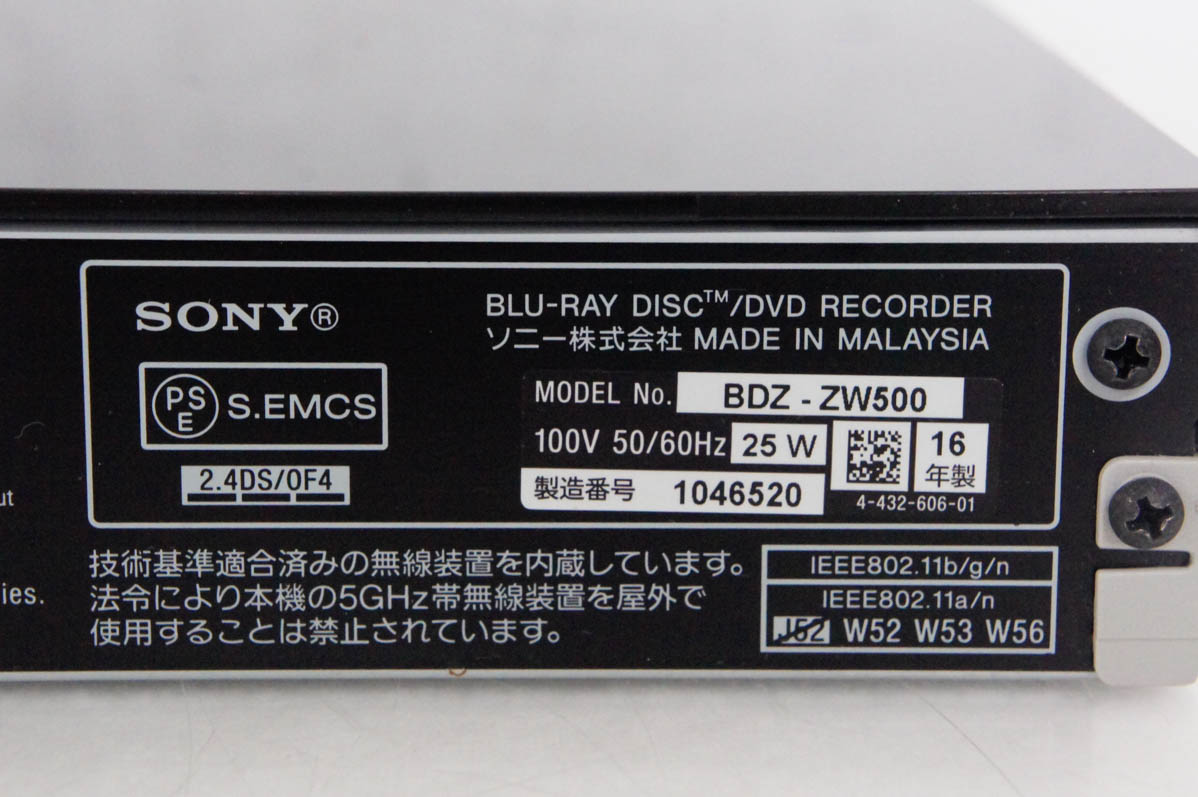 SONY®
BLU-RAY DISC™/DVD RECORDER
ソニー株式会社 MADE IN MALAYSIA
PSE S.EMCS
MODEL No. BDZ - ZW500
100V 50/60Hz 25 W
16
年製
2.4DS/OF4
製造番号 1046520
4-432-606-01
ut
ies.
技術基準適合済みの無線装置を内蔵しています。
法令により本機の5GHz帯無線装置を屋外で
使用することは禁止されています。
IEEE802.11b/g/n
IEEE802.11a/n
J52 W52 W53 W56